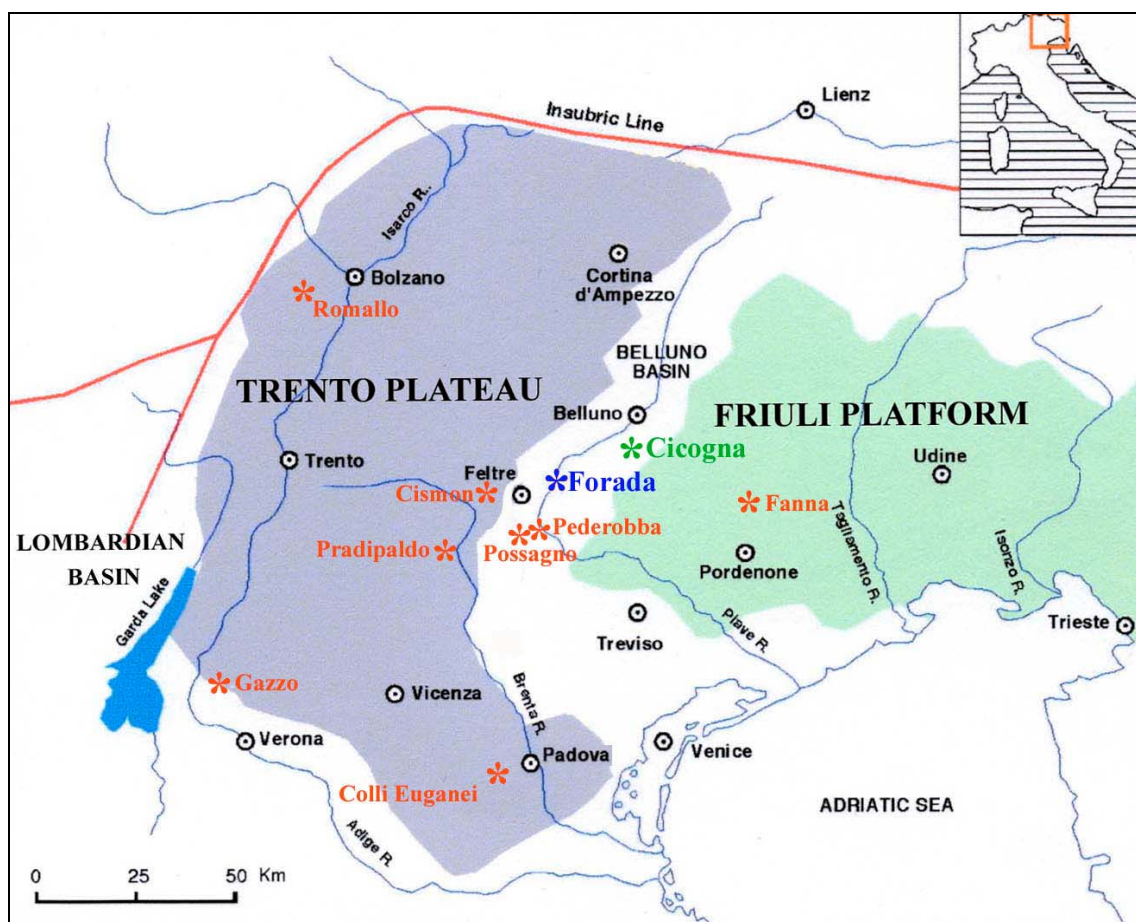 Insubric Line
Lienz
Isarco R..
Bolzano
Romallo
Cortina
d'Ampezzo
BELLUNO
BASIN
TRENTO PLATEAU
Belluno
FRIULI PLATFORM
Cicogna
Udine
Trento
Feltre
Forada
Cismon
Fanna
Pederobba
Possagno
Pradipaldo
LOMBARDIAN
BASIN
Pordenone
Tagliamento R.
Isonzo R.
Garda Lake
Treviso
Piave R.
Trieste
Gazzo
Vicenza
Brenta R.
Verona
Padova
Venice
Colli Euganei
Adige R.
ADRIATIC SEA
0 25 50 Km